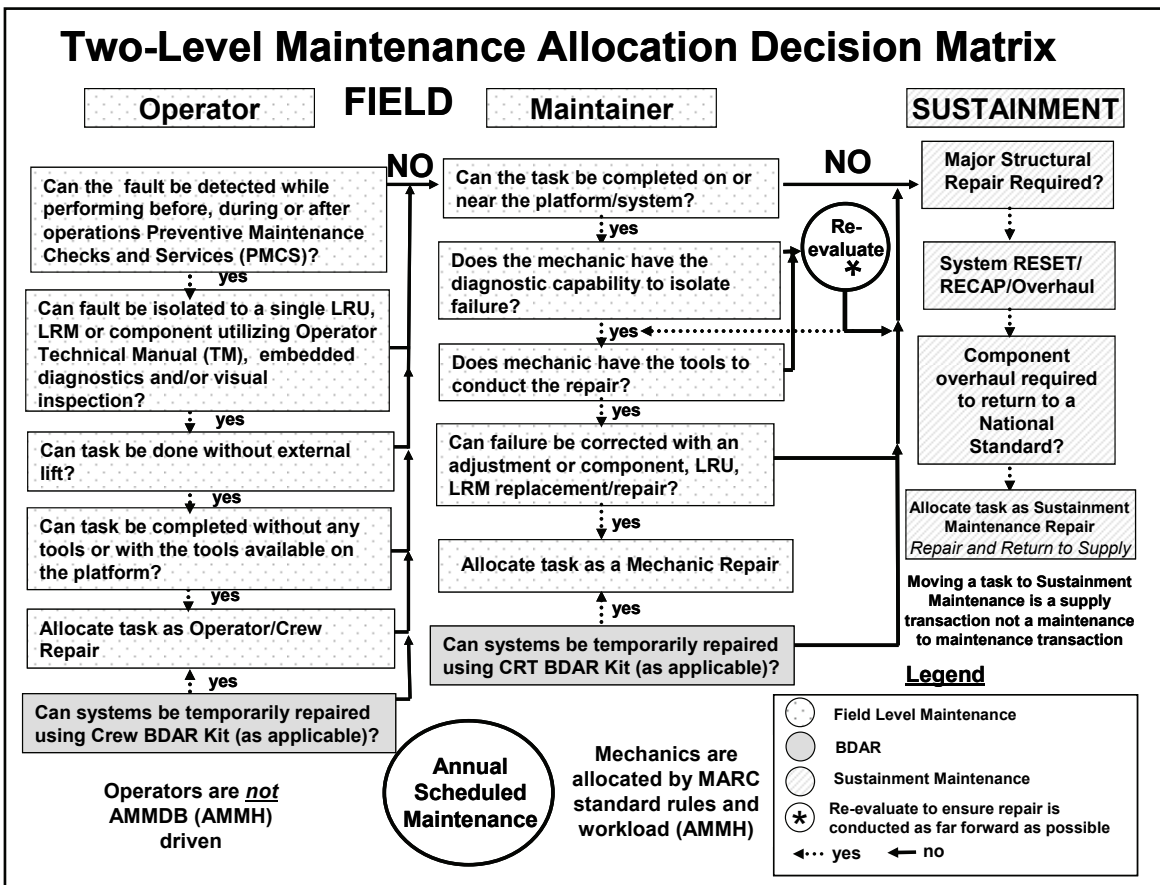 Two-Level Maintenance Allocation Decision Matrix
Operator
FIELD
Maintainer
SUSTAINMENT
Can the fault be detected while
performing before, during or after
operations Preventive Maintenance
Checks and Services (PMCS)?
yes
Can fault be isolated to a single LRU,
LRM or component utilizing Operator
Technical Manual (TM), embedded
diagnostics and/or visual
inspection?
yes
Can task be done without external
lift?
yes
Can task be completed without any
tools or with the tools available on
the platform?
yes
Allocate task as Operator/Crew
Repair
yes
Can systems be temporarily repaired
using Crew BDAR Kit (as applicable)?
Operators are not
AMMDB (AMMH)
driven
NO
Can the task be completed on or
near the platform/system?
yes
Does the mechanic have the
diagnostic capability to isolate
failure?
yes
Does mechanic have the tools to
conduct the repair?
yes
Can failure be corrected with an
adjustment or component, LRU,
LRM replacement/repair?
yes
Allocate task as a Mechanic Repair
yes
Can systems be temporarily repaired
using CRT BDAR Kit (as applicable)?
Annual
Scheduled
Maintenance
Mechanics are
allocated by MARC
standard rules and
workload (AMMH)
NO
Re-
evaluate
*
Major Structural
Repair Required?
System RESET/
RECAP/Overhaul
Component
overhaul required
to return to a
National
Standard?
Allocate task as Sustainment
Maintenance Repair
Repair and Return to Supply
Moving a task to Sustainment
Maintenance is a supply
transaction not a maintenance
to maintenance transaction
Legend
Field Level Maintenance
BDAR
Sustainment Maintenance
* Re-evaluate to ensure repair is
conducted as far forward as possible
yes no